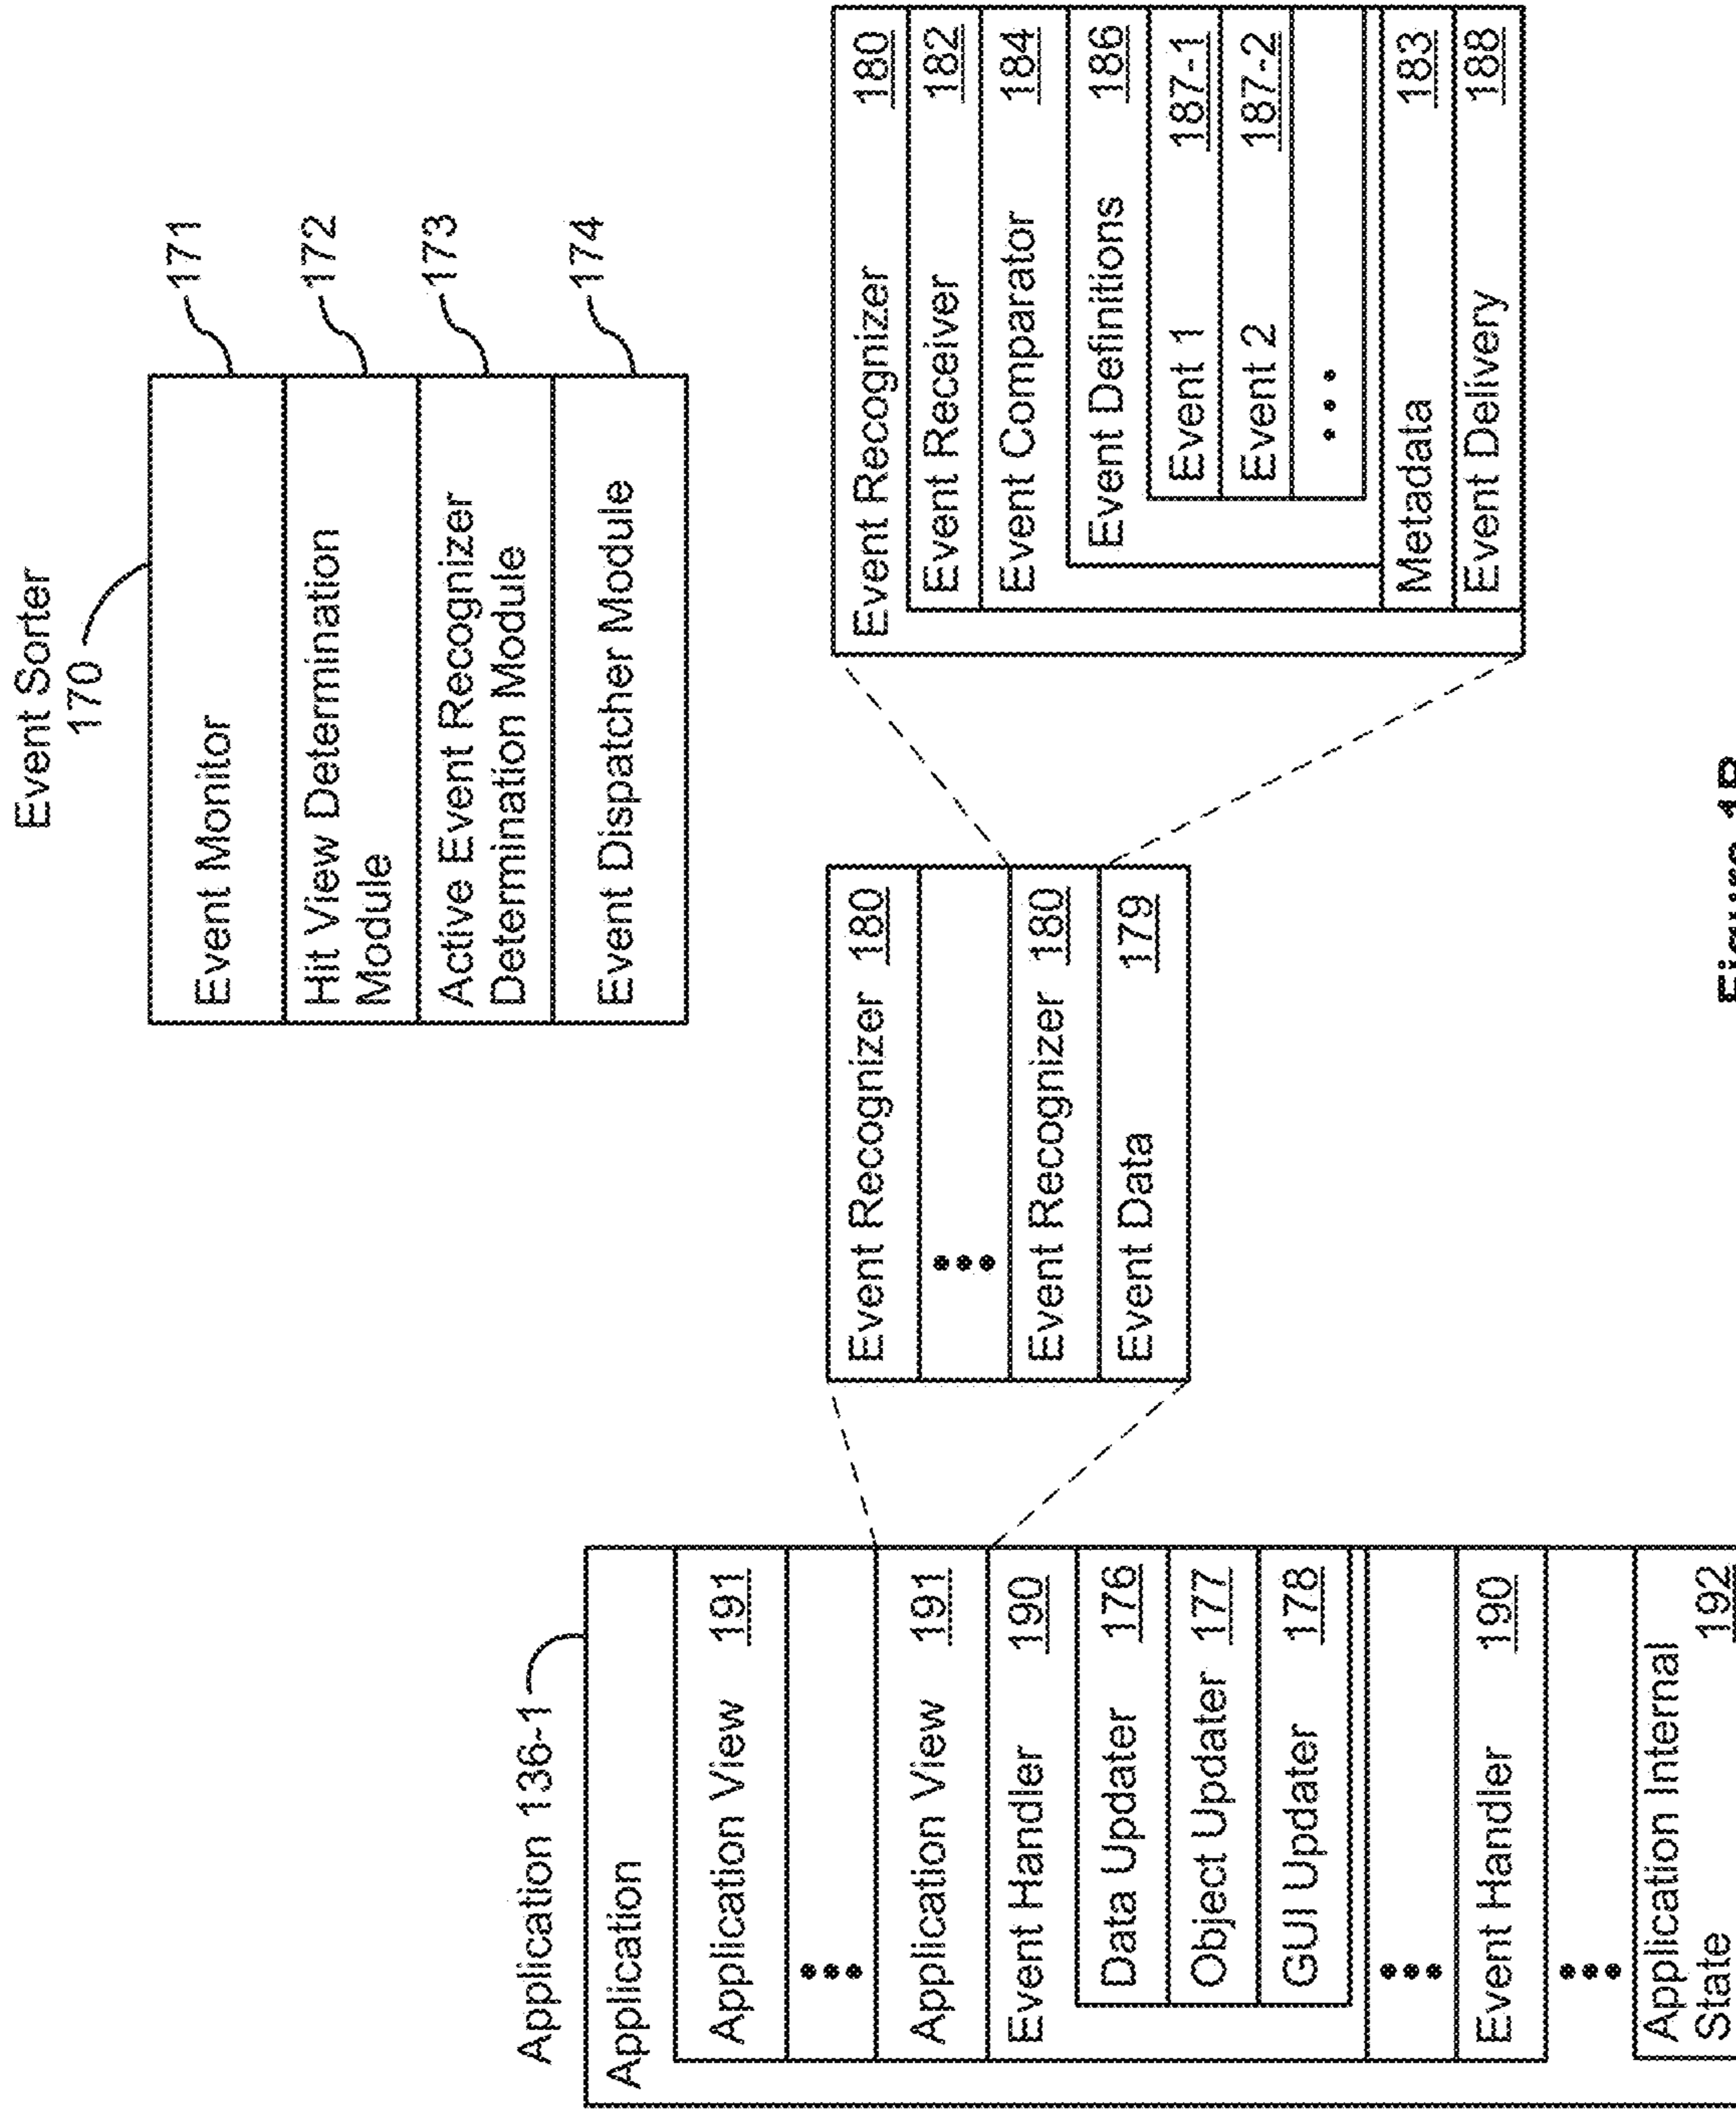 Event Sorter
170
Event Monitor
171
Hit View Determination
Module
172
Active Event Recognizer
Determination Module
173
Event Dispatcher Module
174
Application 136-1
Application
Application View 191
Application View 191
Event Handler 190
Data Updater 176
Object Updater 177
GUI Updater 178
Event Handler 190
Application Internal
State 192
Event Recognizer 180
Event Recognizer 180
Event Data 179
Event Recognizer 180
Event Receiver 182
Event Comparator 184
Event Definitions 186
Event 1 187-1
Event 2 187-2
Metadata 183
Event Delivery 188
Figure 1B